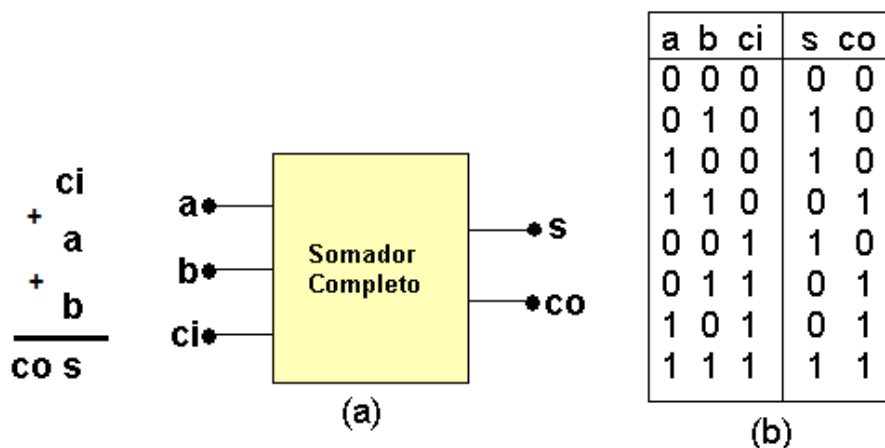 ci
+
a
+
b
co s
a
b
ci
Somador
Completo
s
co
(a)
a b ci s co
0 0 0 0 0
0 1 0 1 0
1 0 0 1 0
1 1 0 0 1
0 0 1 1 0
0 1 1 0 1
1 0 1 0 1
1 1 1 1 1
(b)